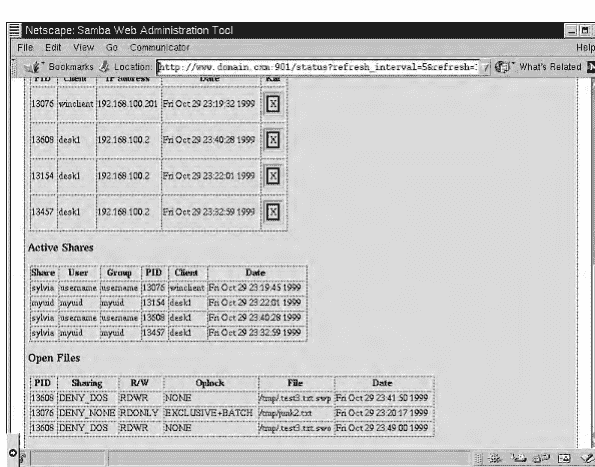 Netscape: Samba Web Administration Tool
File Edit View Go Communicator Help
Bookmarks Location: http://www.domain.cxm:901/status?refresh_interval=5&refresh= What's Related
PID Client IP address Date Kill
13076 winclient 192.168.100.201 Fri Oct 29 23:19:32 1999 X
13608 desk1 192.168.100.2 Fri Oct 29 23:40:28 1999 X
13154 desk1 192.168.100.2 Fri Oct 29 23:22:01 1999 X
13457 desk1 192.168.100.2 Fri Oct 29 23:32:59 1999 X
Active Shares
Share User Group PID Client Date
sylvia username username 13076 winclient Fri Oct 29 23:19:45 1999
myuid myuid myuid 13154 desk1 Fri Oct 29 23:22:01 1999
sylvia username username 13608 desk1 Fri Oct 29 23:40:28 1999
sylvia myuid myuid 13457 desk1 Fri Oct 29 23:32:59 1999
Open Files
PID Sharing R/W Oplock File Date
13608 DENY_DOS RDWR NONE /tmp/.test3.txt.swp Fri Oct 29 23:41:50 1999
13076 DENY_NONE RDONLY EXCLUSIVE+BATCH /tmp/junk2.txt Fri Oct 29 23:20:17 1999
13608 DENY_DOS RDWR NONE /tmp/.test3.txt.swo Fri Oct 29 23:49:00 1999